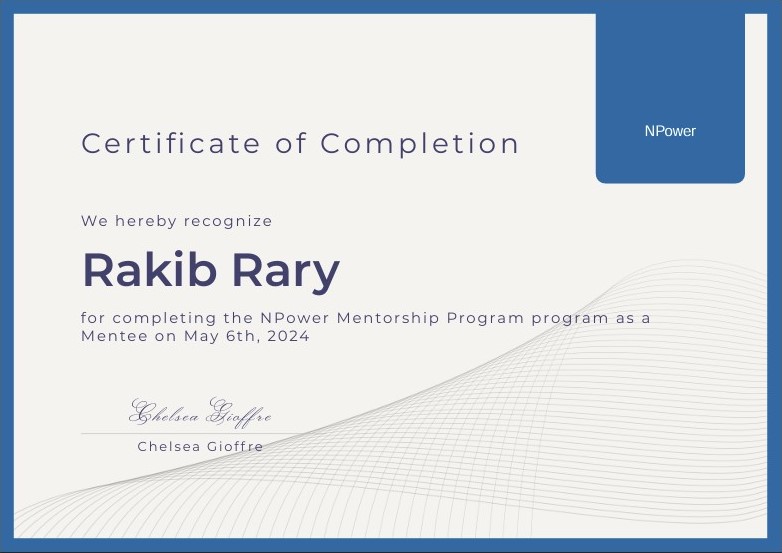 NPower
Certificate of Completion
We hereby recognize
Rakib Rary
for completing the NPower Mentorship Program program as a
Mentee on May 6th, 2024
Chelsea Gioffre
Chelsea Gioffre